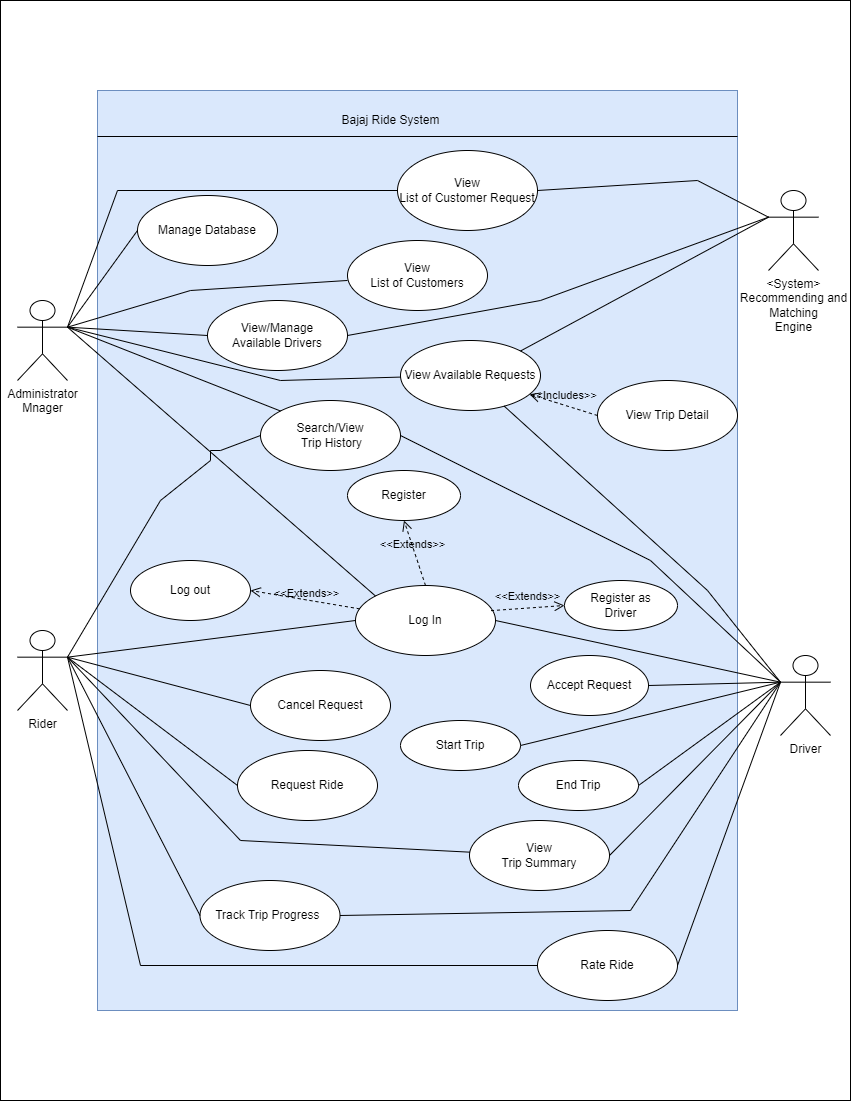 Bajaj Ride System
View
List of Customer Request
Manage Database
View
List of Customers
<System>
Recommending and
Matching
Engine
View/Manage
Available Drivers
Administrator
Mnager
View Available Requests
<<Includes>>
View Trip Detail
Search/View
Trip History
Register
<<Extends>>
Log out
<<Extends>>
<<Extends>>
Register as
Driver
Log In
Rider
Accept Request
Cancel Request
Start Trip
Driver
Request Ride
End Trip
View
Trip Summary
Track Trip Progress
Rate Ride